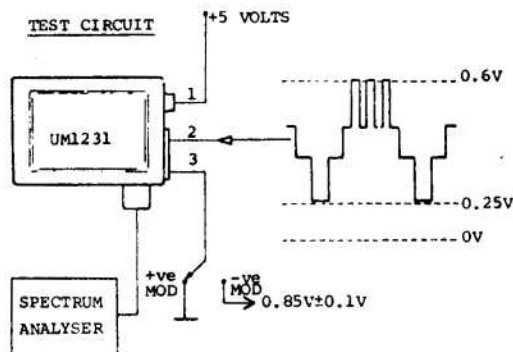 TEST CIRCUIT
+5 VOLTS
1
UM1231
2
3
0.6V
0.25V
0V
+ve
MOD
-ve
MOD
0.85V±0.1V
SPECTRUM
ANALYSER